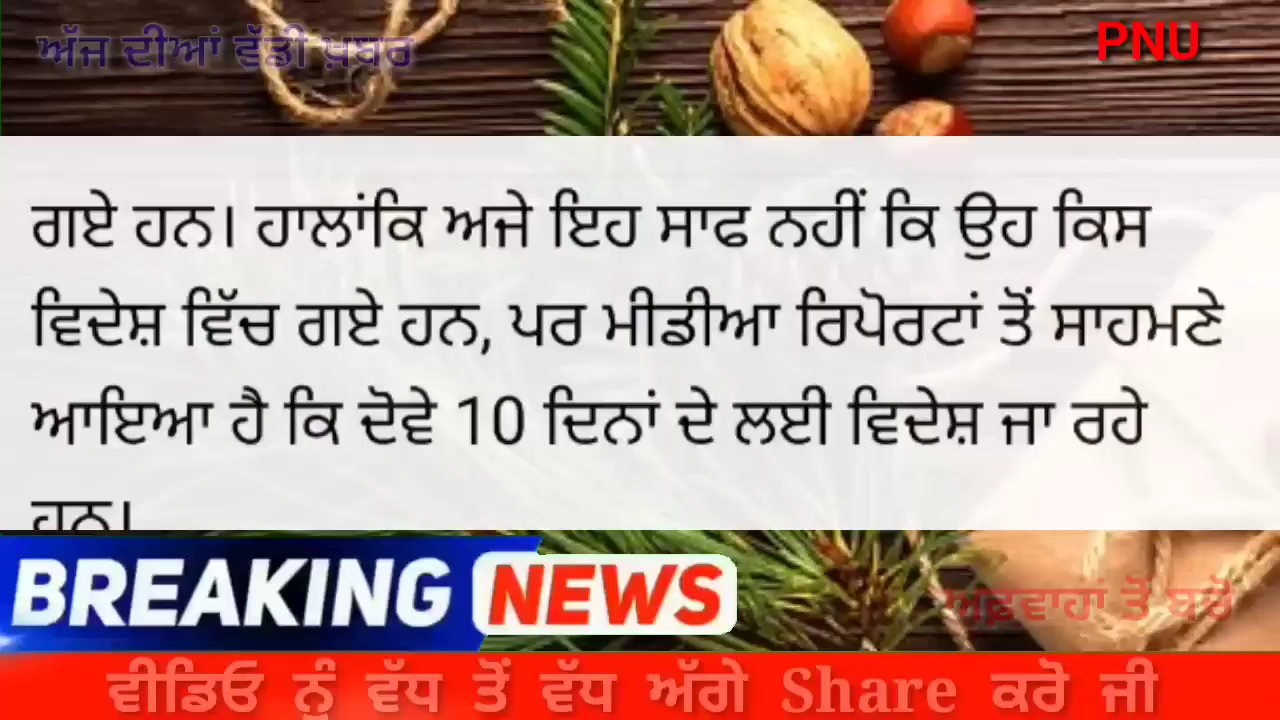 ਅੱਜ ਦੀਆਂ ਵੱਡੀ ਖ਼ਬਰ
PNU
ਗਏ ਹਨ। ਹਾਲਾਂਕਿ ਅਜੇ ਇਹ ਸਾਫ ਨਹੀਂ ਕਿ ਉਹ ਕਿਸ
ਵਿਦੇਸ਼ ਵਿੱਚ ਗਏ ਹਨ, ਪਰ ਮੀਡੀਆ ਰਿਪੋਰਟਾਂ ਤੋਂ ਸਾਹਮਣੇ
ਆਇਆ ਹੈ ਕਿ ਦੋਵੇ 10 ਦਿਨਾਂ ਦੇ ਲਈ ਵਿਦੇਸ਼ ਜਾ ਰਹੇ
ਹਨ।
BREAKING NEWS
ਅਫ਼ਵਾਹਾਂ ਤੋਂ ਬਚੋ
ਵੀਡਿਓ ਨੂੰ ਵੱਧ ਤੋਂ ਵੱਧ ਅੱਗੇ Share ਕਰੋ ਜੀ